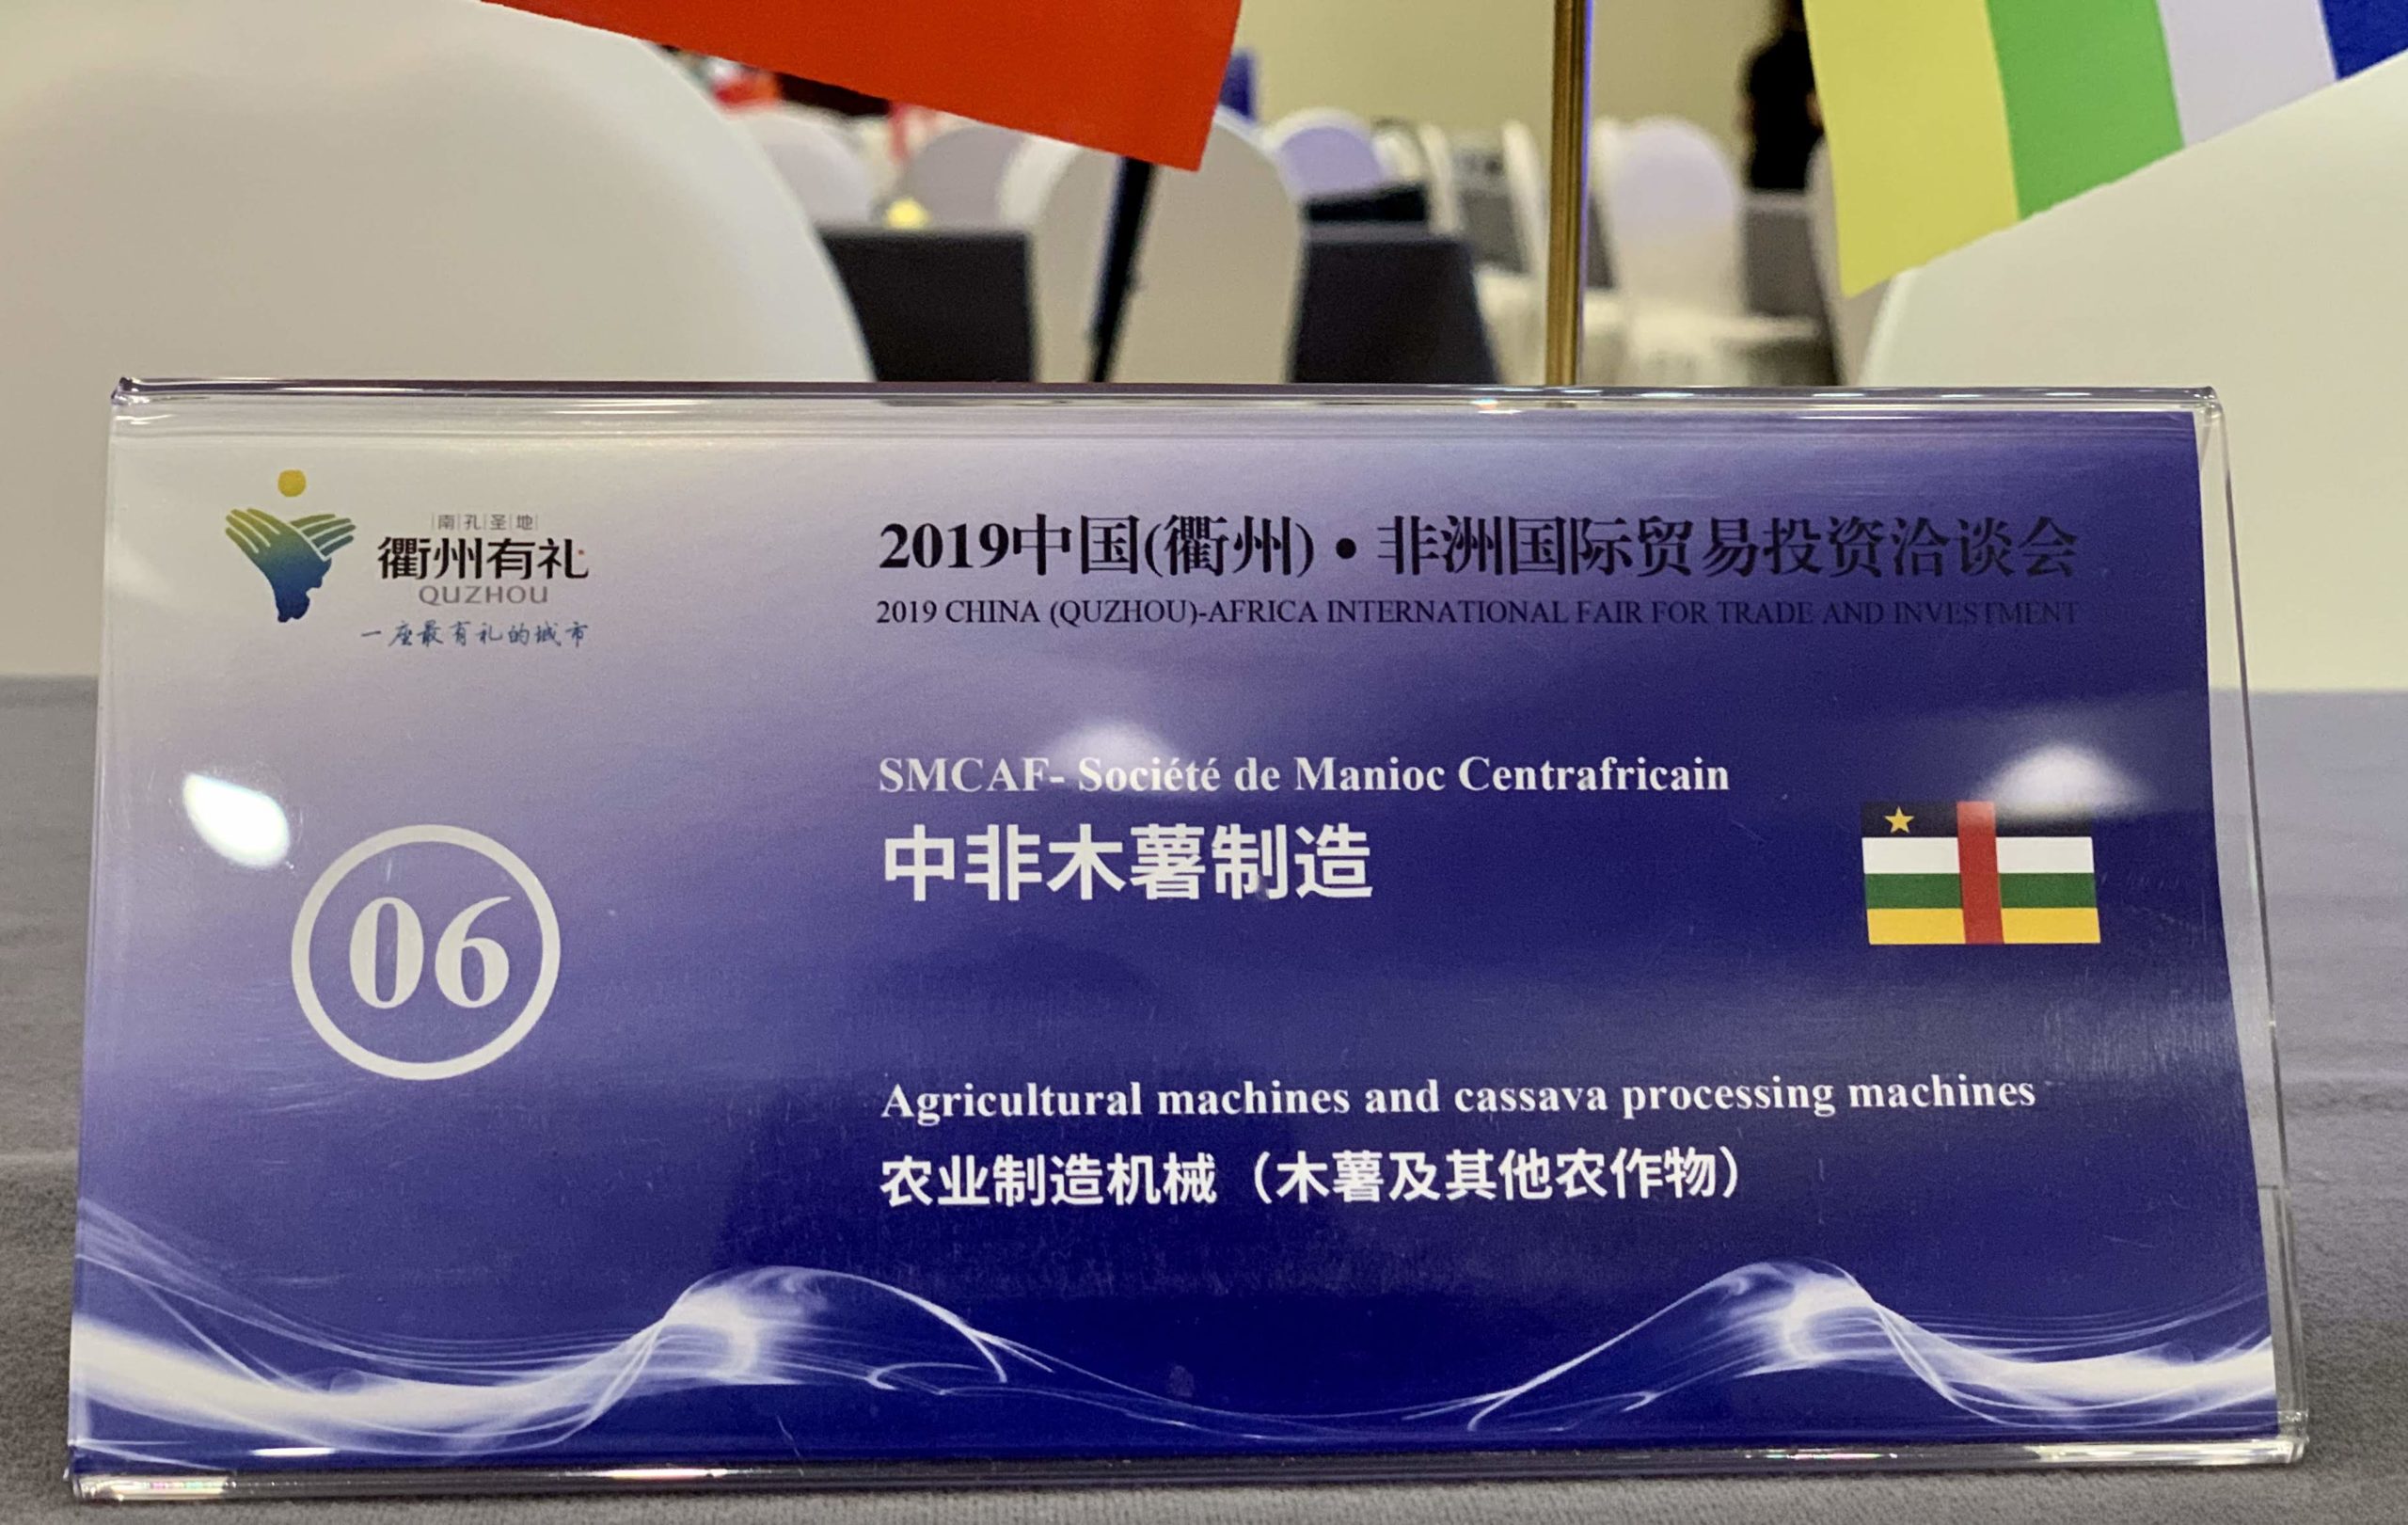 南孔圣地
衢州有礼
QUZHOU
一座最有礼的城市
2019中国(衢州)•非洲国际贸易投资洽谈会
2019 CHINA (QUZHOU)-AFRICA INTERNATIONAL FAIR FOR TRADE AND INVESTMENT
06
SMCAF- Société de Manioc Centrafricain
中非木薯制造
Agricultural machines and cassava processing machines
农业制造机械（木薯及其他农作物）